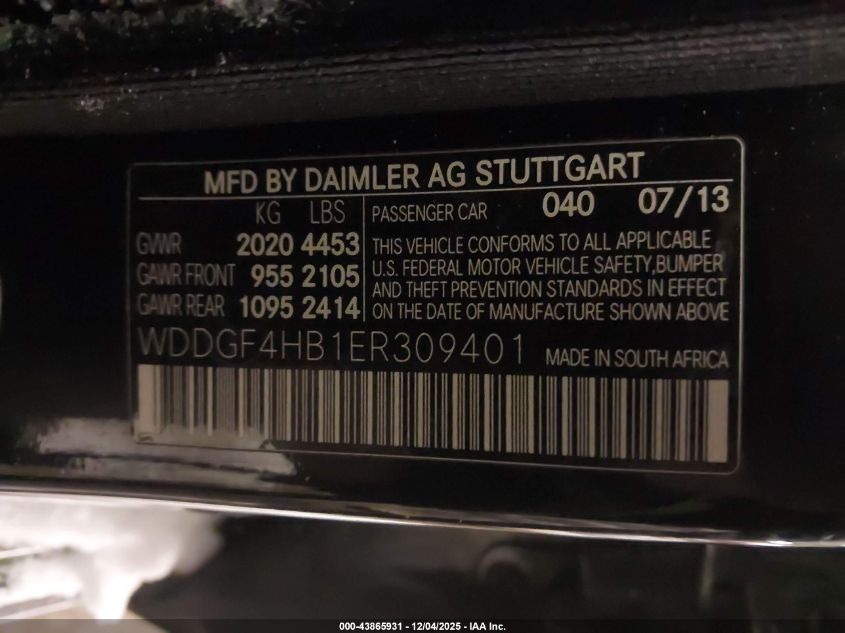 MFD BY DAIMLER AG STUTTGART
KG LBS
GVWR 2020 4453
GAWR FRONT 955 2105
GAWR REAR 1095 2414
PASSENGER CAR 040 07/13
THIS VEHICLE CONFORMS TO ALL APPLICABLE
U.S. FEDERAL MOTOR VEHICLE SAFETY,BUMPER
AND THEFT PREVENTION STANDARDS IN EFFECT
ON THE DATE OF MANUFACTURE SHOWN ABOVE
WDDGF4HB1ER309401 MADE IN SOUTH AFRICA
000-43865931 - 12/04/2025 - IAA Inc.